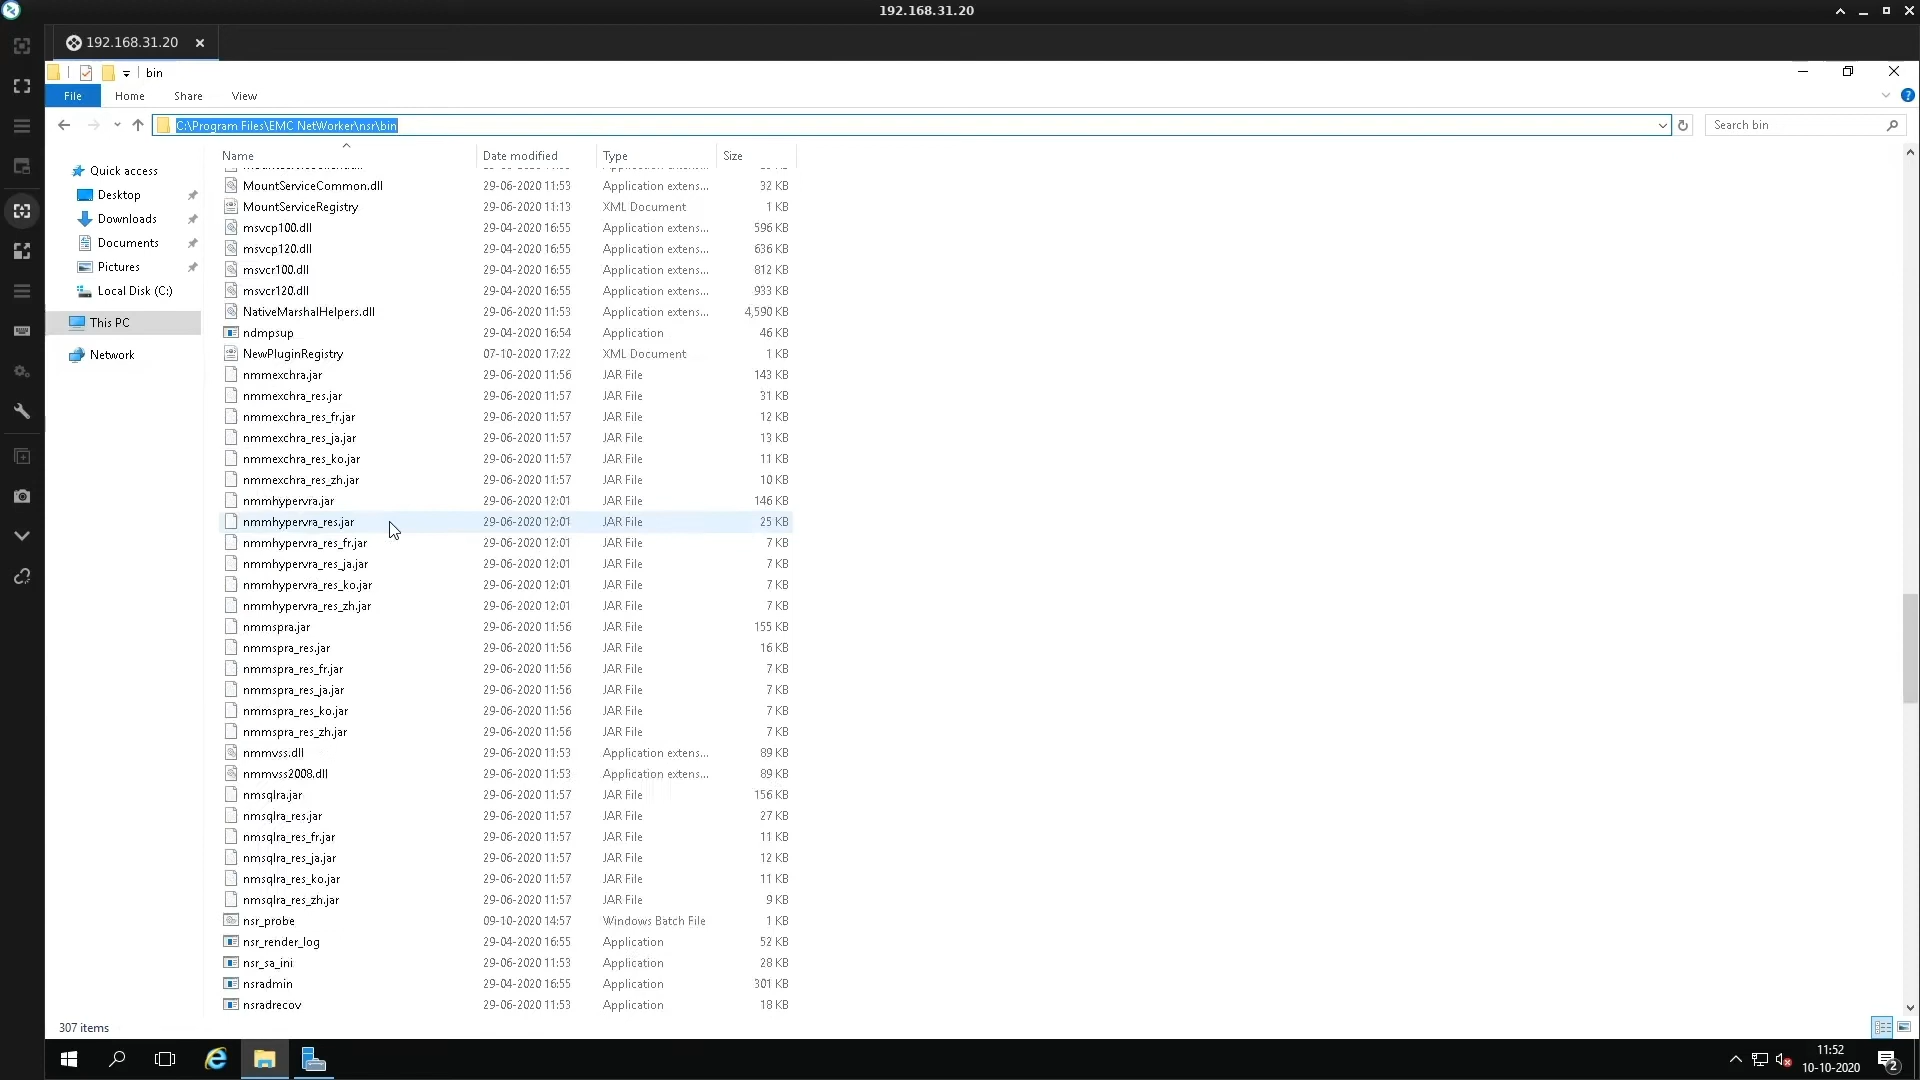 192.168.31.20
192.168.31.20
bin
File Home Share View
C:\Program Files\EMC NetWorker\nsr\bin
Search bin
Quick access
Desktop
Downloads
Documents
Pictures
Local Disk (C:)
This PC
Network
Name Date modified Type Size
MountServiceCommon.dll 29-06-2020 11:53 Application extens... 32 KB
MountServiceRegistry 29-06-2020 11:13 XML Document 1 KB
msvcp100.dll 29-04-2020 16:55 Application extens... 596 KB
msvcp120.dll 29-04-2020 16:55 Application extens... 636 KB
msvcr100.dll 29-04-2020 16:55 Application extens... 812 KB
msvcr120.dll 29-04-2020 16:55 Application extens... 933 KB
NativeMarshalHelpers.dll 29-06-2020 11:53 Application extens... 4,590 KB
ndmpsup 29-04-2020 16:54 Application 46 KB
NewPluginRegistry 07-10-2020 17:22 XML Document 1 KB
nmmexchra.jar 29-06-2020 11:56 JAR File 143 KB
nmmexchra_res.jar 29-06-2020 11:57 JAR File 31 KB
nmmexchra_res_fr.jar 29-06-2020 11:57 JAR File 12 KB
nmmexchra_res_ja.jar 29-06-2020 11:57 JAR File 13 KB
nmmexchra_res_ko.jar 29-06-2020 11:57 JAR File 11 KB
nmmexchra_res_zh.jar 29-06-2020 11:57 JAR File 10 KB
nmmhypervra.jar 29-06-2020 12:01 JAR File 146 KB
nmmhypervra_res.jar 29-06-2020 12:01 JAR File 25 KB
nmmhypervra_res_fr.jar 29-06-2020 12:01 JAR File 7 KB
nmmhypervra_res_ja.jar 29-06-2020 12:01 JAR File 7 KB
nmmhypervra_res_ko.jar 29-06-2020 12:01 JAR File 7 KB
nmmhypervra_res_zh.jar 29-06-2020 12:01 JAR File 7 KB
nmmspra.jar 29-06-2020 11:56 JAR File 155 KB
nmmspra_res.jar 29-06-2020 11:56 JAR File 16 KB
nmmspra_res_fr.jar 29-06-2020 11:56 JAR File 7 KB
nmmspra_res_ja.jar 29-06-2020 11:56 JAR File 7 KB
nmmspra_res_ko.jar 29-06-2020 11:56 JAR File 7 KB
nmmspra_res_zh.jar 29-06-2020 11:56 JAR File 7 KB
nmmvss.dll 29-06-2020 11:53 Application extens... 89 KB
nmmvss2008.dll 29-06-2020 11:53 Application extens... 89 KB
nmsqlra.jar 29-06-2020 11:57 JAR File 156 KB
nmsqlra_res.jar 29-06-2020 11:57 JAR File 27 KB
nmsqlra_res_fr.jar 29-06-2020 11:57 JAR File 11 KB
nmsqlra_res_ja.jar 29-06-2020 11:57 JAR File 12 KB
nmsqlra_res_ko.jar 29-06-2020 11:57 JAR File 11 KB
nmsqlra_res_zh.jar 29-06-2020 11:57 JAR File 9 KB
nsr_probe 09-10-2020 14:57 Windows Batch File 1 KB
nsr_render_log 29-04-2020 16:55 Application 52 KB
nsr_sa_ini 29-06-2020 11:53 Application 28 KB
nsradmin 29-04-2020 16:55 Application 301 KB
nsradrecov 29-06-2020 11:53 Application 18 KB
307 items
11:52
10-10-2020
2